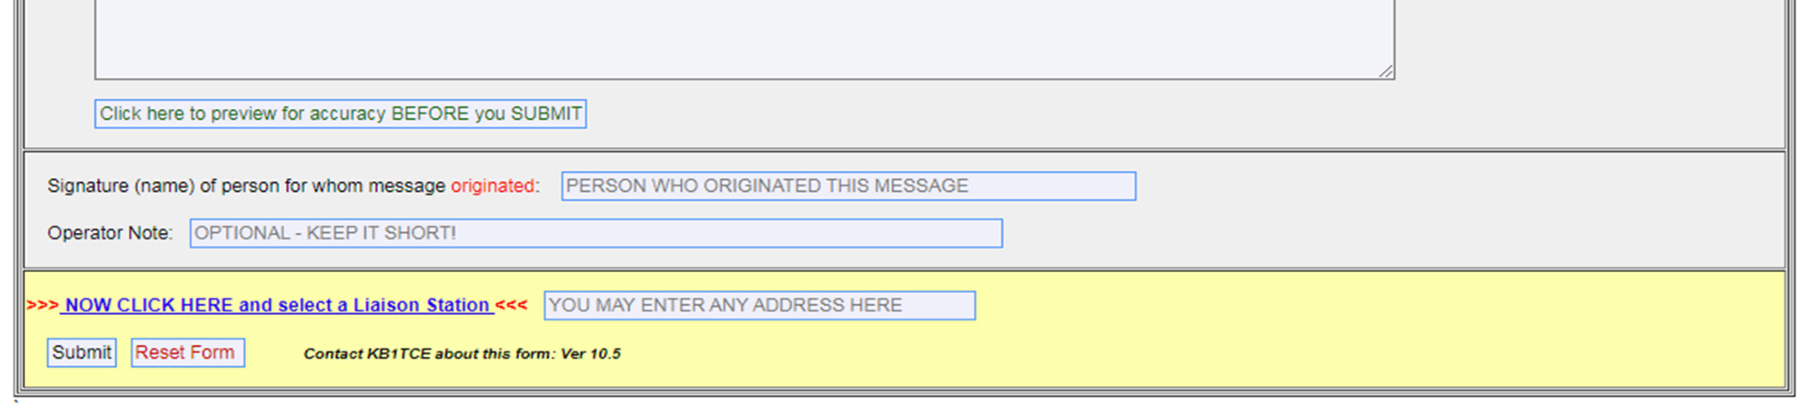 Click here to preview for accuracy BEFORE you SUBMIT
Signature (name) of person for whom message originated: PERSON WHO ORIGINATED THIS MESSAGE
Operator Note: OPTIONAL - KEEP IT SHORT!
>>> NOW CLICK HERE and select a Liaison Station <<< YOU MAY ENTER ANY ADDRESS HERE
Submit Reset Form Contact KB1TCE about this form: Ver 10.5